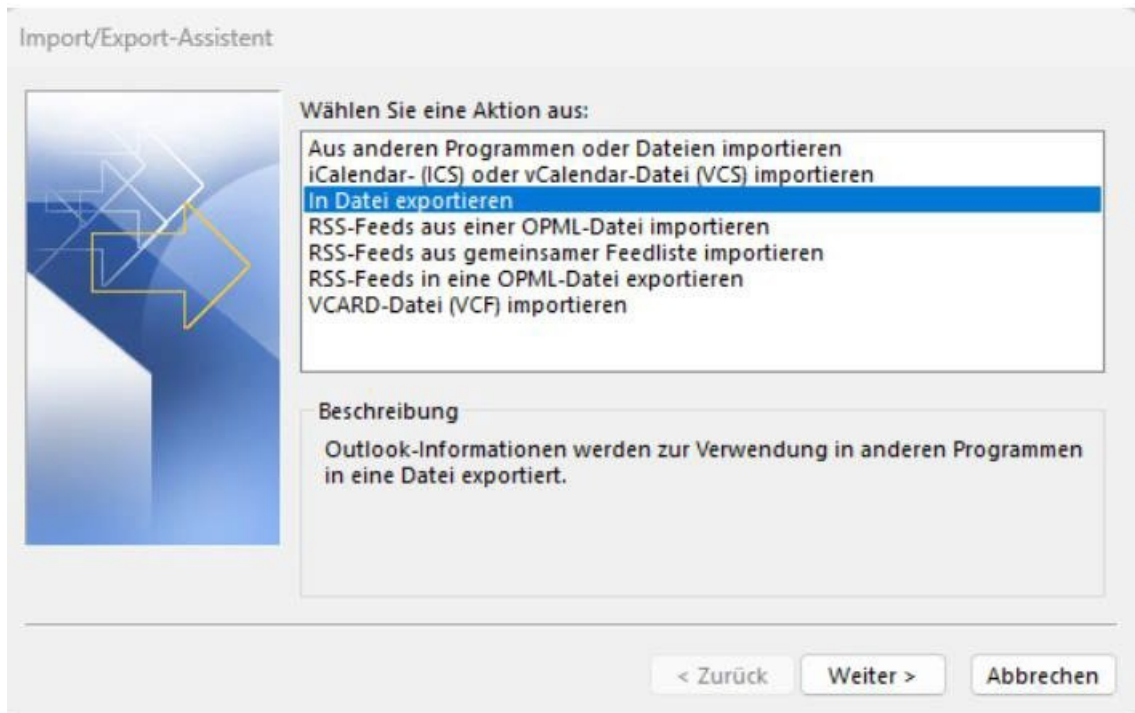 Import/Export-Assistent
Wählen Sie eine Aktion aus:
Aus anderen Programmen oder Dateien importieren
iCalendar- (ICS) oder vCalendar-Datei (VCS) importieren
In Datei exportieren
RSS-Feeds aus einer OPML-Datei importieren
RSS-Feeds aus gemeinsamer Feedliste importieren
RSS-Feeds in eine OPML-Datei exportieren
VCARD-Datei (VCF) importieren
Beschreibung
Outlook-Informationen werden zur Verwendung in anderen Programmen
in eine Datei exportiert.
< Zurück Weiter > Abbrechen